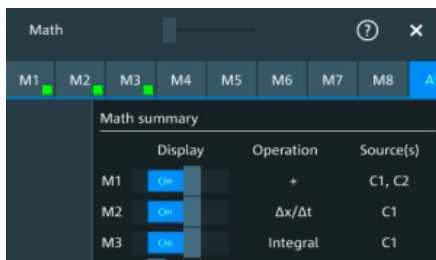 Math ? ×
M1 M2 M3 M4 M5 M6 M7 M8
Math summary
Display Operation Source(s)
M1 On + C1, C2
M2 On Δx/Δt C1
M3 On Integral C1